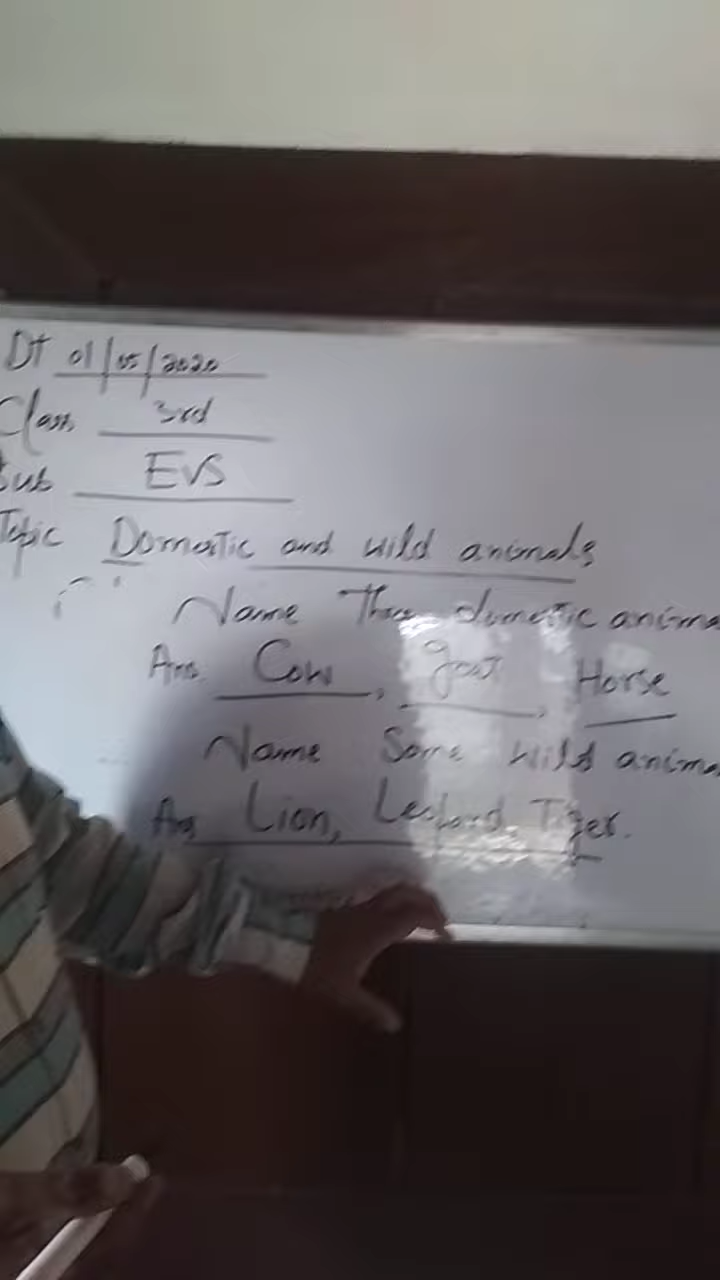 Dt 01/05/2020
Class 3rd
Sub EVS
Topic Domestic and wild animals
Name Three domestic anima
Ans. Cow, goat, Horse
Name Some wild anima
Ans Lion, Leopard Tiger.